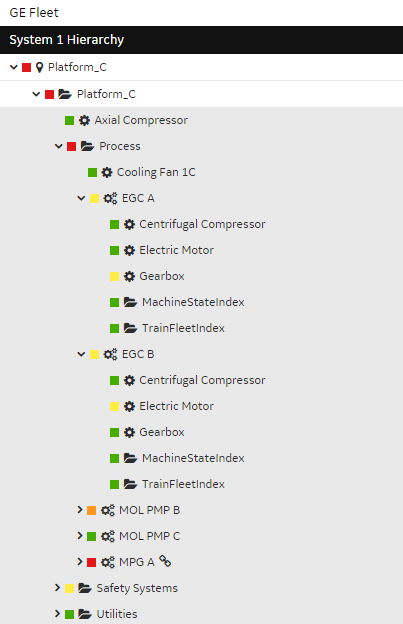 GE Fleet
System 1 Hierarchy
Platform_C
Platform_C
Axial Compressor
Process
Cooling Fan 1C
EGC A
Centrifugal Compressor
Electric Motor
Gearbox
MachineStateIndex
TrainFleetIndex
EGC B
Centrifugal Compressor
Electric Motor
Gearbox
MachineStateIndex
TrainFleetIndex
MOL PMP B
MOL PMP C
MPG A
Safety Systems
Utilities